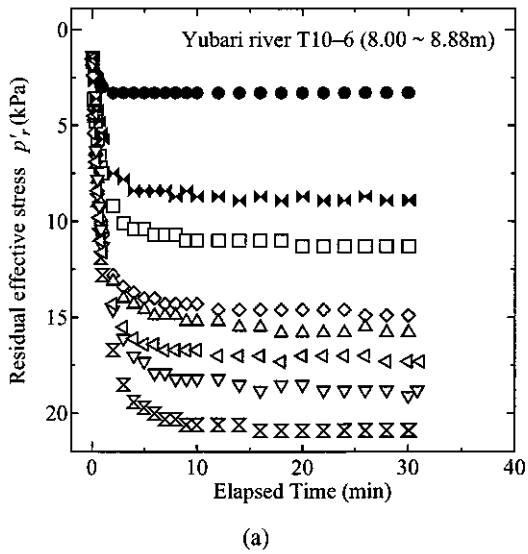 Yubari river T10–6 (8.00 ~ 8.88m)
Residual effective stress p'r (kPa)
0
5
10
15
20
0 10 20 30 40
Elapsed Time (min)
(a)